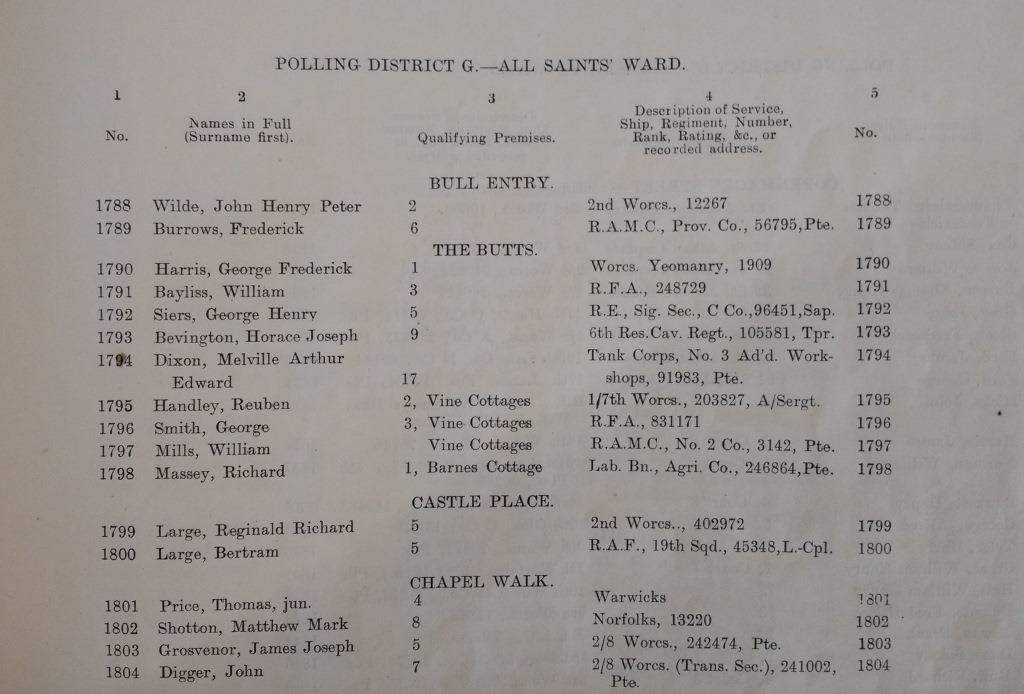 POLLING DISTRICT G.—ALL SAINTS' WARD.
1 2 3 4 5
No. Names in Full (Surname first). Qualifying Premises. Description of Service, Ship, Regiment, Number, Rank, Rating, &c., or recorded address. No.
BULL ENTRY.
1788 Wilde, John Henry Peter 2 2nd Worcs., 12267 1788
1789 Burrows, Frederick 6 R.A.M.C., Prov. Co., 56795,Pte. 1789
THE BUTTS.
1790 Harris, George Frederick 1 Worcs. Yeomanry, 1909 1790
1791 Bayliss, William 3 R.F.A., 248729 1791
1792 Siers, George Henry 5 R.E., Sig. Sec., C Co.,96451,Sap. 1792
1793 Bevington, Horace Joseph 9 6th Res.Cav. Regt., 105581, Tpr. 1793
1794 Dixon, Melville Arthur Tank Corps, No. 3 Ad'd. Work- 1794
Edward 17 shops, 91983, Pte.
1795 Handley, Reuben 2, Vine Cottages 1/7th Worcs., 203827, A/Sergt. 1795
1796 Smith, George 3, Vine Cottages R.F.A., 831171 1796
1797 Mills, William Vine Cottages R.A.M.C., No. 2 Co., 3142, Pte. 1797
1798 Massey, Richard 1, Barnes Cottage Lab. Bn., Agri. Co., 246864,Pte. 1798
CASTLE PLACE.
1799 Large, Reginald Richard 5 2nd Worcs.., 402972 1799
1800 Large, Bertram 5 R.A.F., 19th Sqd., 45348,L.-Cpl. 1800
CHAPEL WALK.
1801 Price, Thomas, jun. 4 Warwicks 1801
1802 Shotton, Matthew Mark 8 Norfolks, 13220 1802
1803 Grosvenor, James Joseph 5 2/8 Worcs., 242474, Pte. 1803
1804 Digger, John 7 2/8 Worcs. (Trans. Sec.), 241002, 1804
Pte.